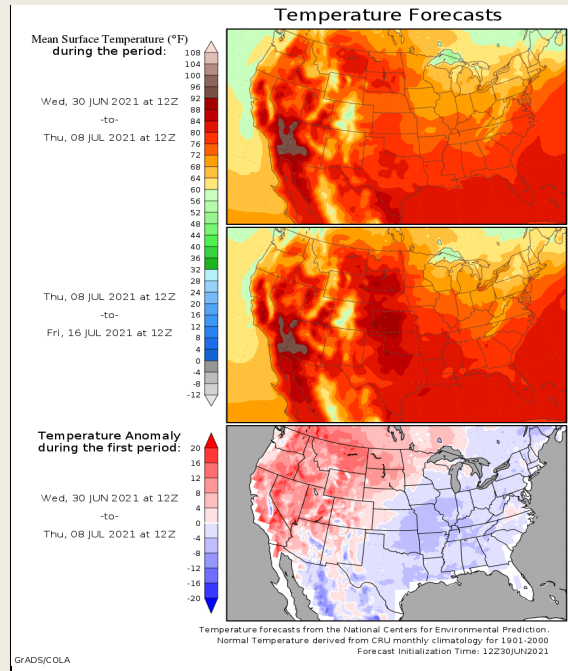 Temperature Forecasts
Mean Surface Temperature (°F)
during the period:
Wed, 30 JUN 2021 at 12Z
-to-
Thu, 08 JUL 2021 at 12Z
108
104
100
96
92
88
84
80
76
72
68
64
60
56
52
48
44
40
36
32
28
24
20
16
12
8
4
0
-4
-8
-12
Thu, 08 JUL 2021 at 12Z
-to-
Fri, 16 JUL 2021 at 12Z
Temperature Anomaly
during the first period:
Wed, 30 JUN 2021 at 12Z
-to-
Thu, 08 JUL 2021 at 12Z
20
16
12
8
4
0
-4
-8
-12
-16
-20
Temperature forecasts from the National Centers for Environmental Prediction.
Normal Temperature derived from CRU monthly climatology for 1901-2000
Forecast Initialization Time: 12Z30JUN2021
GrADS/COLA